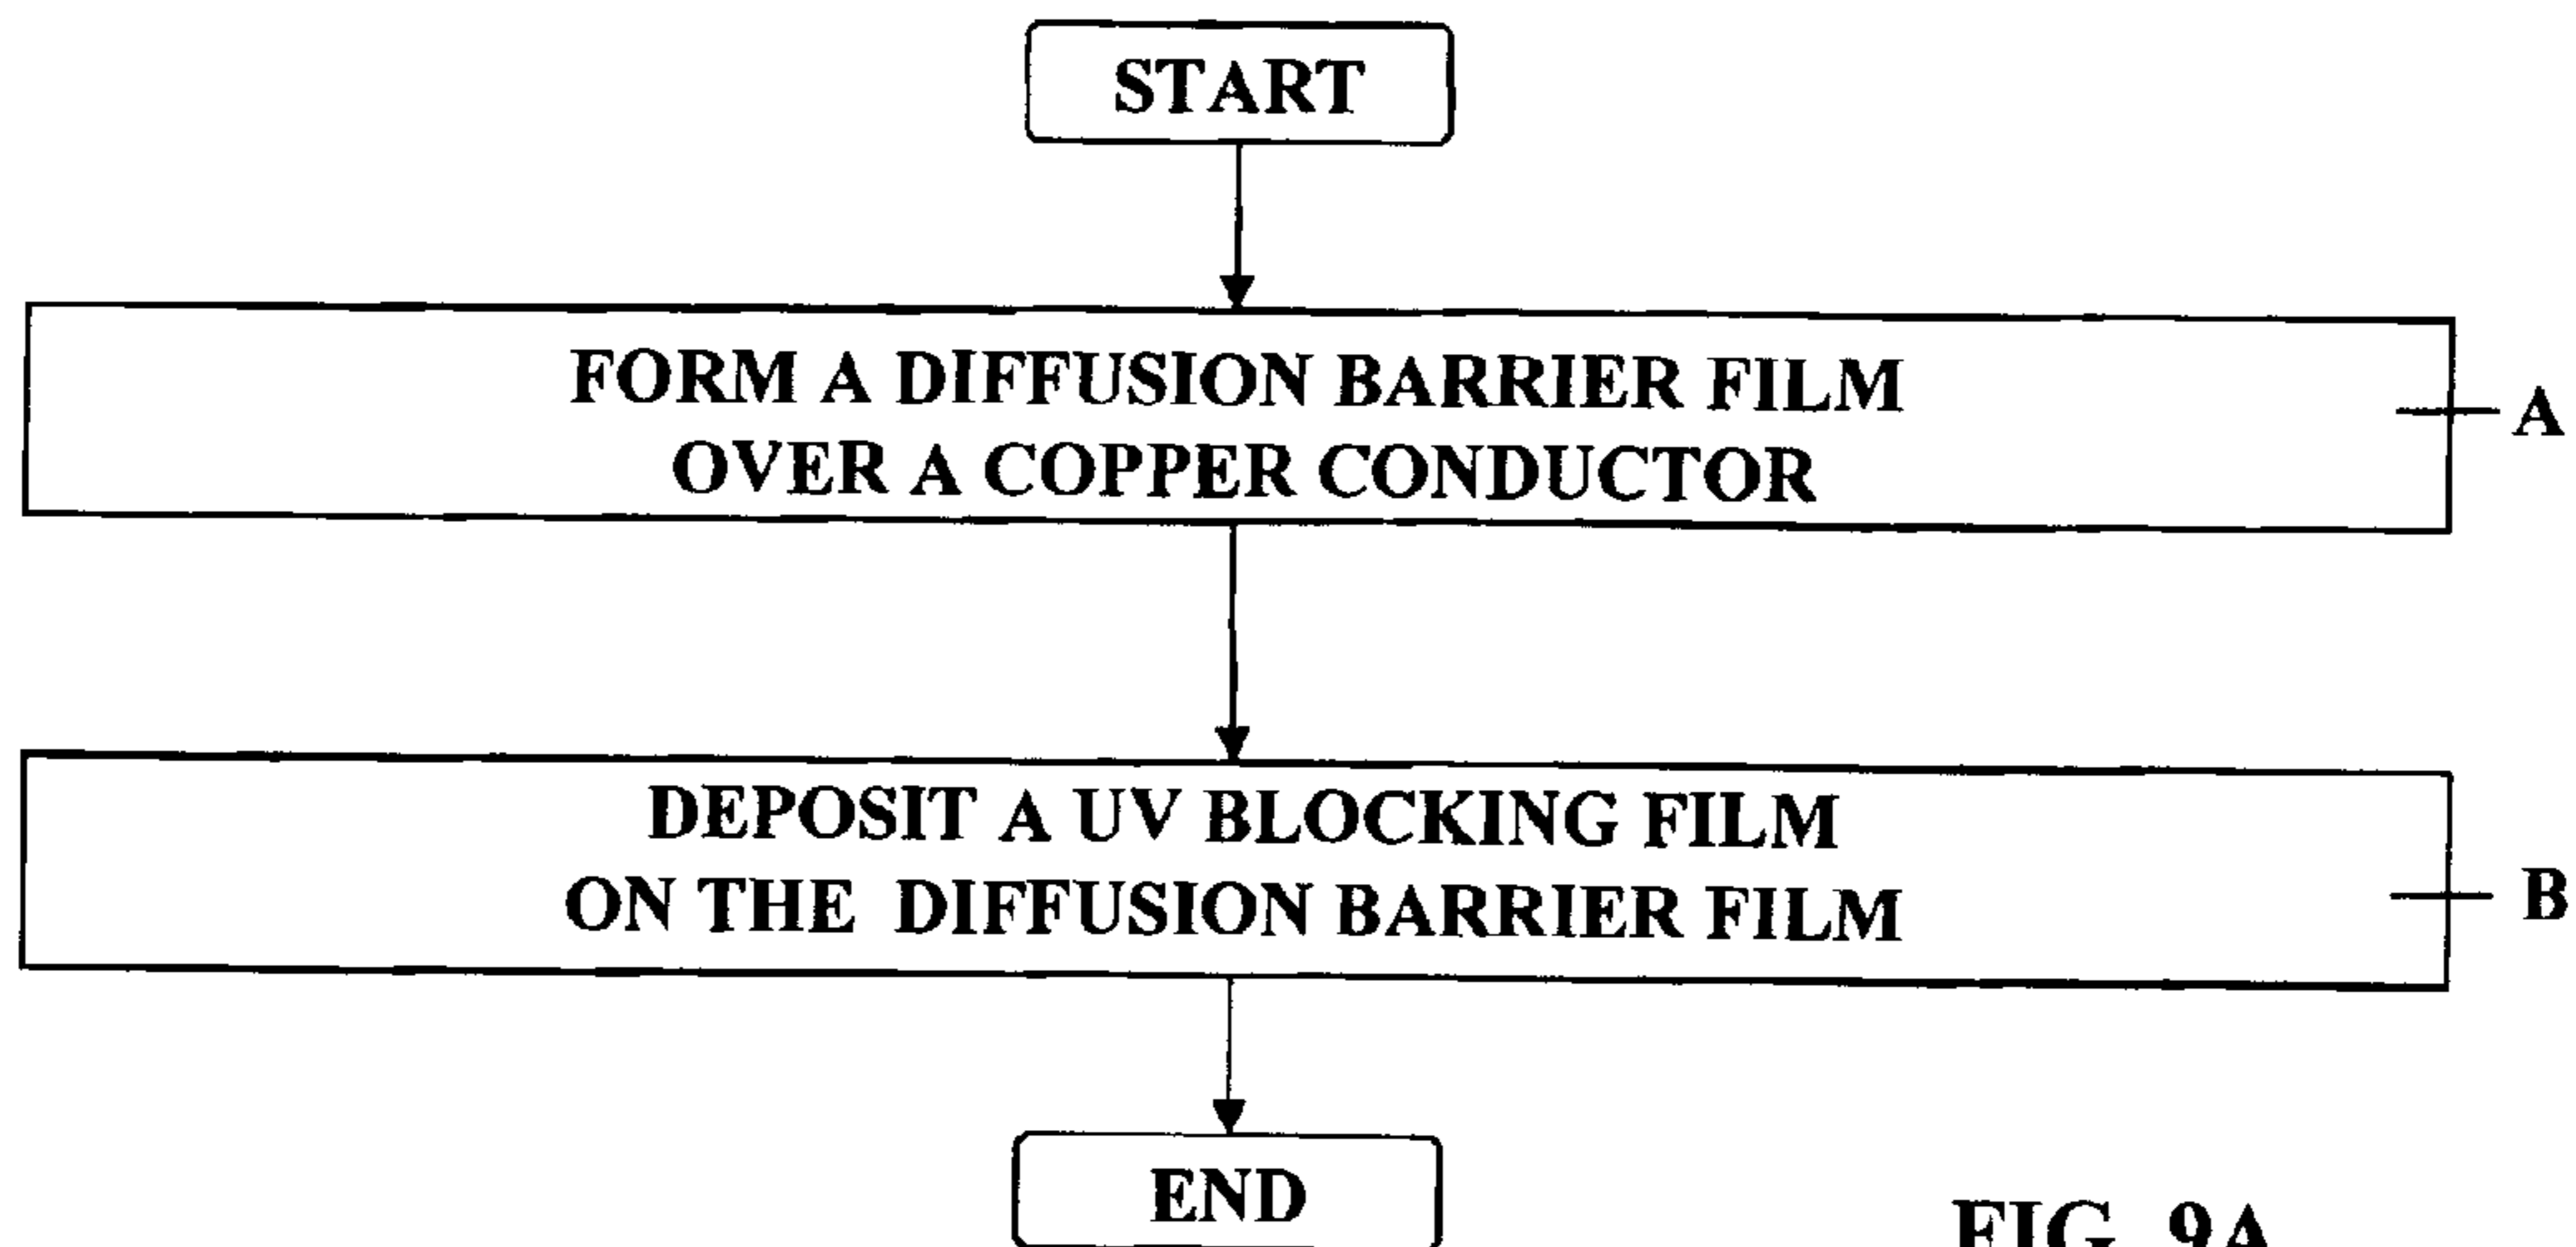 START
FORM A DIFFUSION BARRIER FILM
OVER A COPPER CONDUCTOR
A
DEPOSIT A UV BLOCKING FILM
ON THE DIFFUSION BARRIER FILM
B
END
FIG. 9A